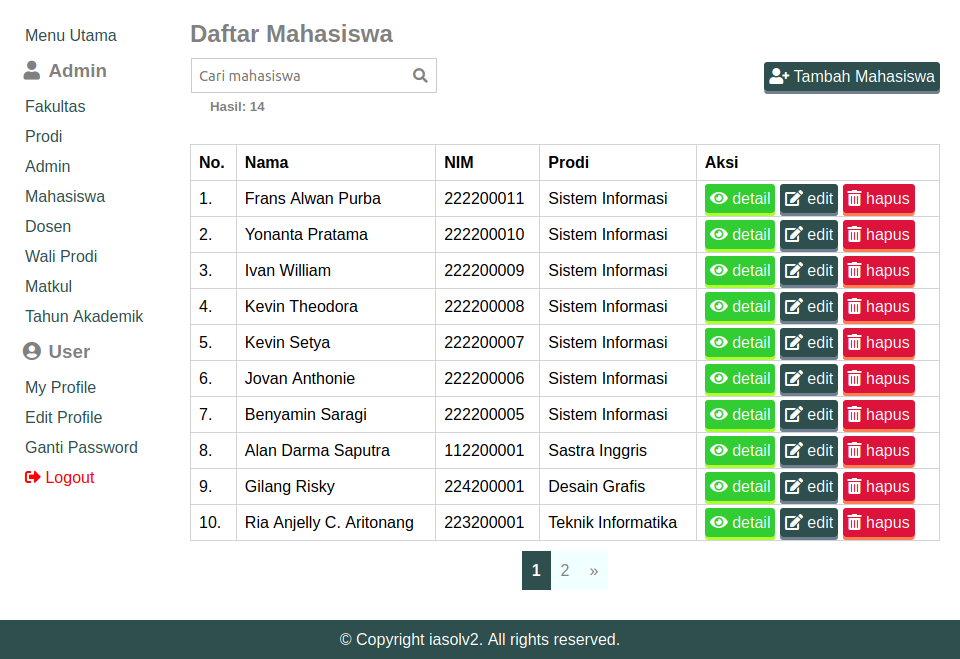 Menu Utama
Admin
Fakultas
Prodi
Admin
Mahasiswa
Dosen
Wali Prodi
Matkul
Tahun Akademik
User
My Profile
Edit Profile
Ganti Password
Logout
Daftar Mahasiswa
Cari mahasiswa
Tambah Mahasiswa
Hasil: 14
No. Nama NIM Prodi Aksi
1. Frans Alwan Purba 222200011 Sistem Informasi detail edit hapus
2. Yonanta Pratama 222200010 Sistem Informasi detail edit hapus
3. Ivan William 222200009 Sistem Informasi detail edit hapus
4. Kevin Theodora 222200008 Sistem Informasi detail edit hapus
5. Kevin Setya 222200007 Sistem Informasi detail edit hapus
6. Jovan Anthonie 222200006 Sistem Informasi detail edit hapus
7. Benyamin Saragi 222200005 Sistem Informasi detail edit hapus
8. Alan Darma Saputra 112200001 Sastra Inggris detail edit hapus
9. Gilang Risky 224200001 Desain Grafis detail edit hapus
10. Ria Anjelly C. Aritonang 223200001 Teknik Informatika detail edit hapus
1 2 »
© Copyright iasolv2. All rights reserved.